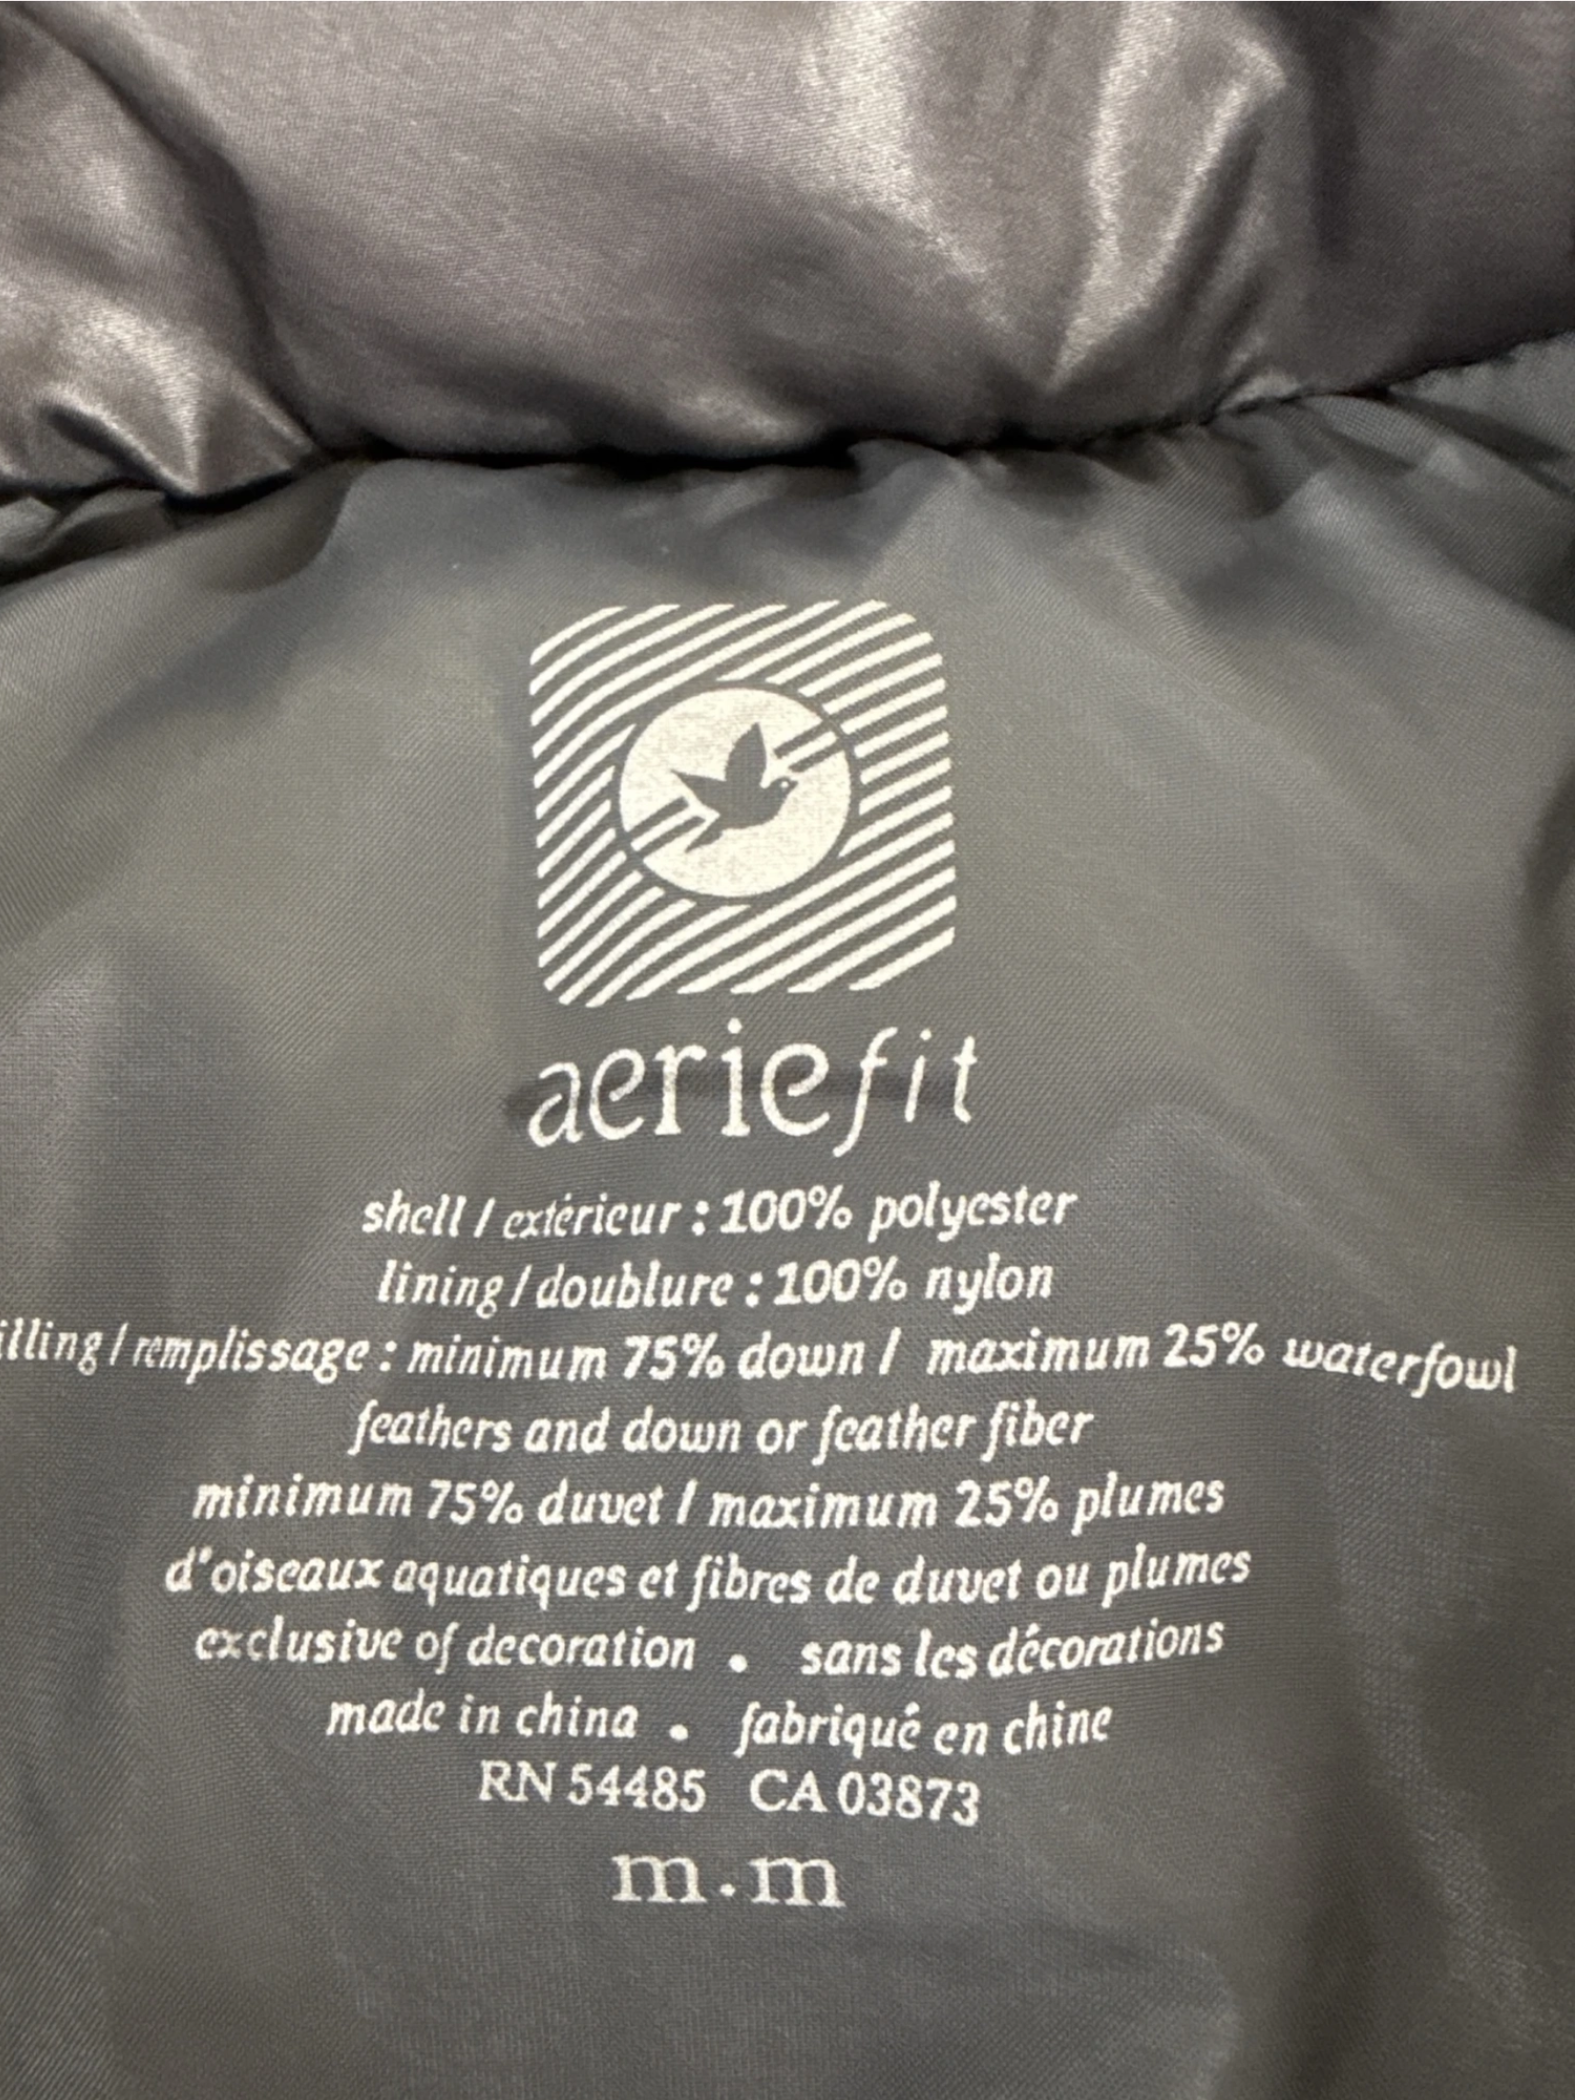 aeriefit
shell / extérieur : 100% polyester
lining / doublure : 100% nylon
illing / remplissage : minimum 75% down / maximum 25% waterfowl
feathers and down or feather fiber
minimum 75% duvet / maximum 25% plumes
d'oiseaux aquatiques et fibres de duvet ou plumes
exclusive of decoration . sans les décorations
made in china . fabriqué en chine
RN 54485 CA 03873
m.m